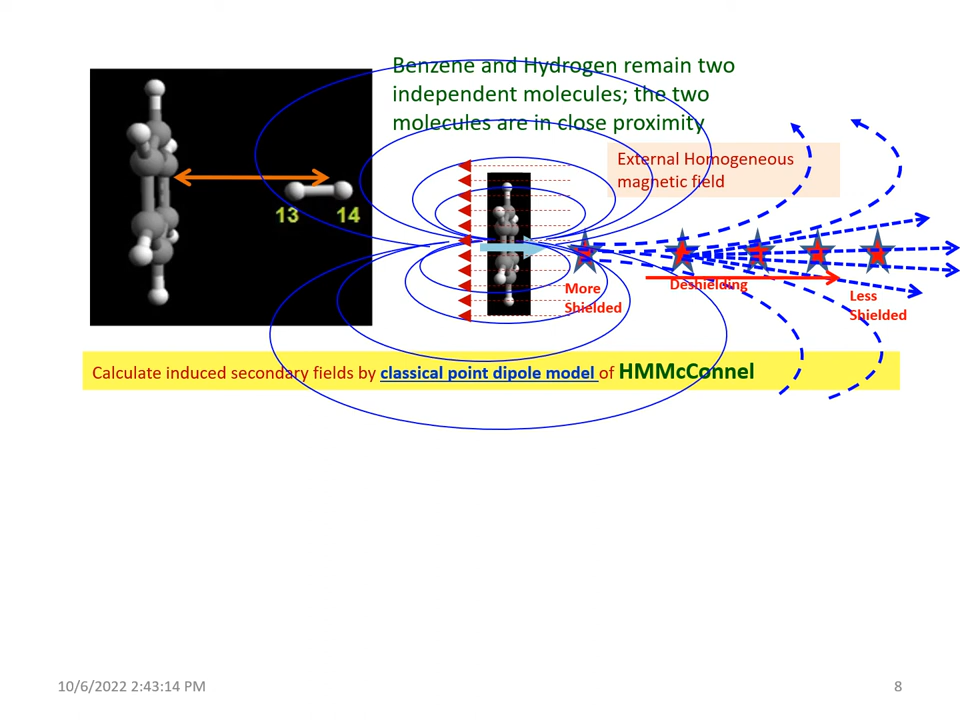 Benzene and Hydrogen remain two
independent molecules; the two
molecules are in close proximity
External Homogeneous
magnetic field
13
14
More
Shielded
Deshielding
Less
Shielded
Calculate induced secondary fields by classical point dipole model of HMMcConnel
10/6/2022 2:43:14 PM
8